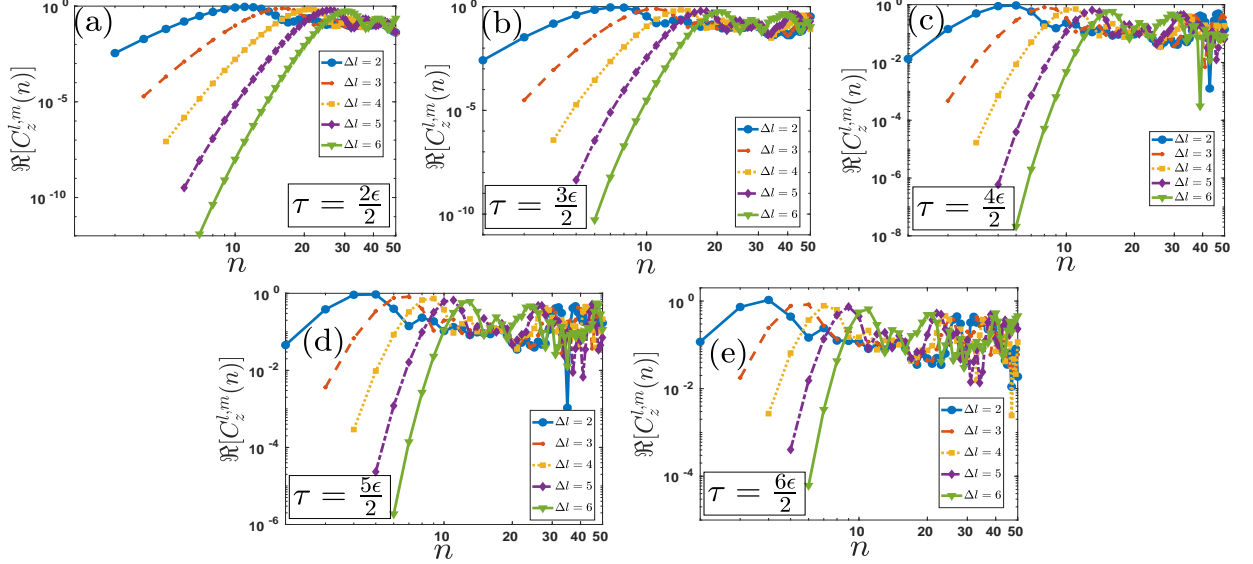 (a)
ℜ[C_z^{l,m}(n)]
10^0
10^-5
10^-10
Δl = 2
Δl = 3
Δl = 4
Δl = 5
Δl = 6
τ = 2ϵ/2
10 20 30 40 50
n
(b)
ℜ[C_z^{l,m}(n)]
10^0
10^-5
10^-10
Δl = 2
Δl = 3
Δl = 4
Δl = 5
Δl = 6
τ = 3ϵ/2
10 20 30 40 50
n
(c)
ℜ[C_z^{l,m}(n)]
10^0
10^-2
10^-4
10^-6
10^-8
Δl = 2
Δl = 3
Δl = 4
Δl = 5
Δl = 6
τ = 4ϵ/2
10 20 30 40 50
n
(d)
ℜ[C_z^{l,m}(n)]
10^0
10^-2
10^-4
10^-6
Δl = 2
Δl = 3
Δl = 4
Δl = 5
Δl = 6
τ = 5ϵ/2
10 20 30 40 50
n
(e)
ℜ[C_z^{l,m}(n)]
10^0
10^-2
10^-4
Δl = 2
Δl = 3
Δl = 4
Δl = 5
Δl = 6
τ = 6ϵ/2
10 20 30 40 50
n